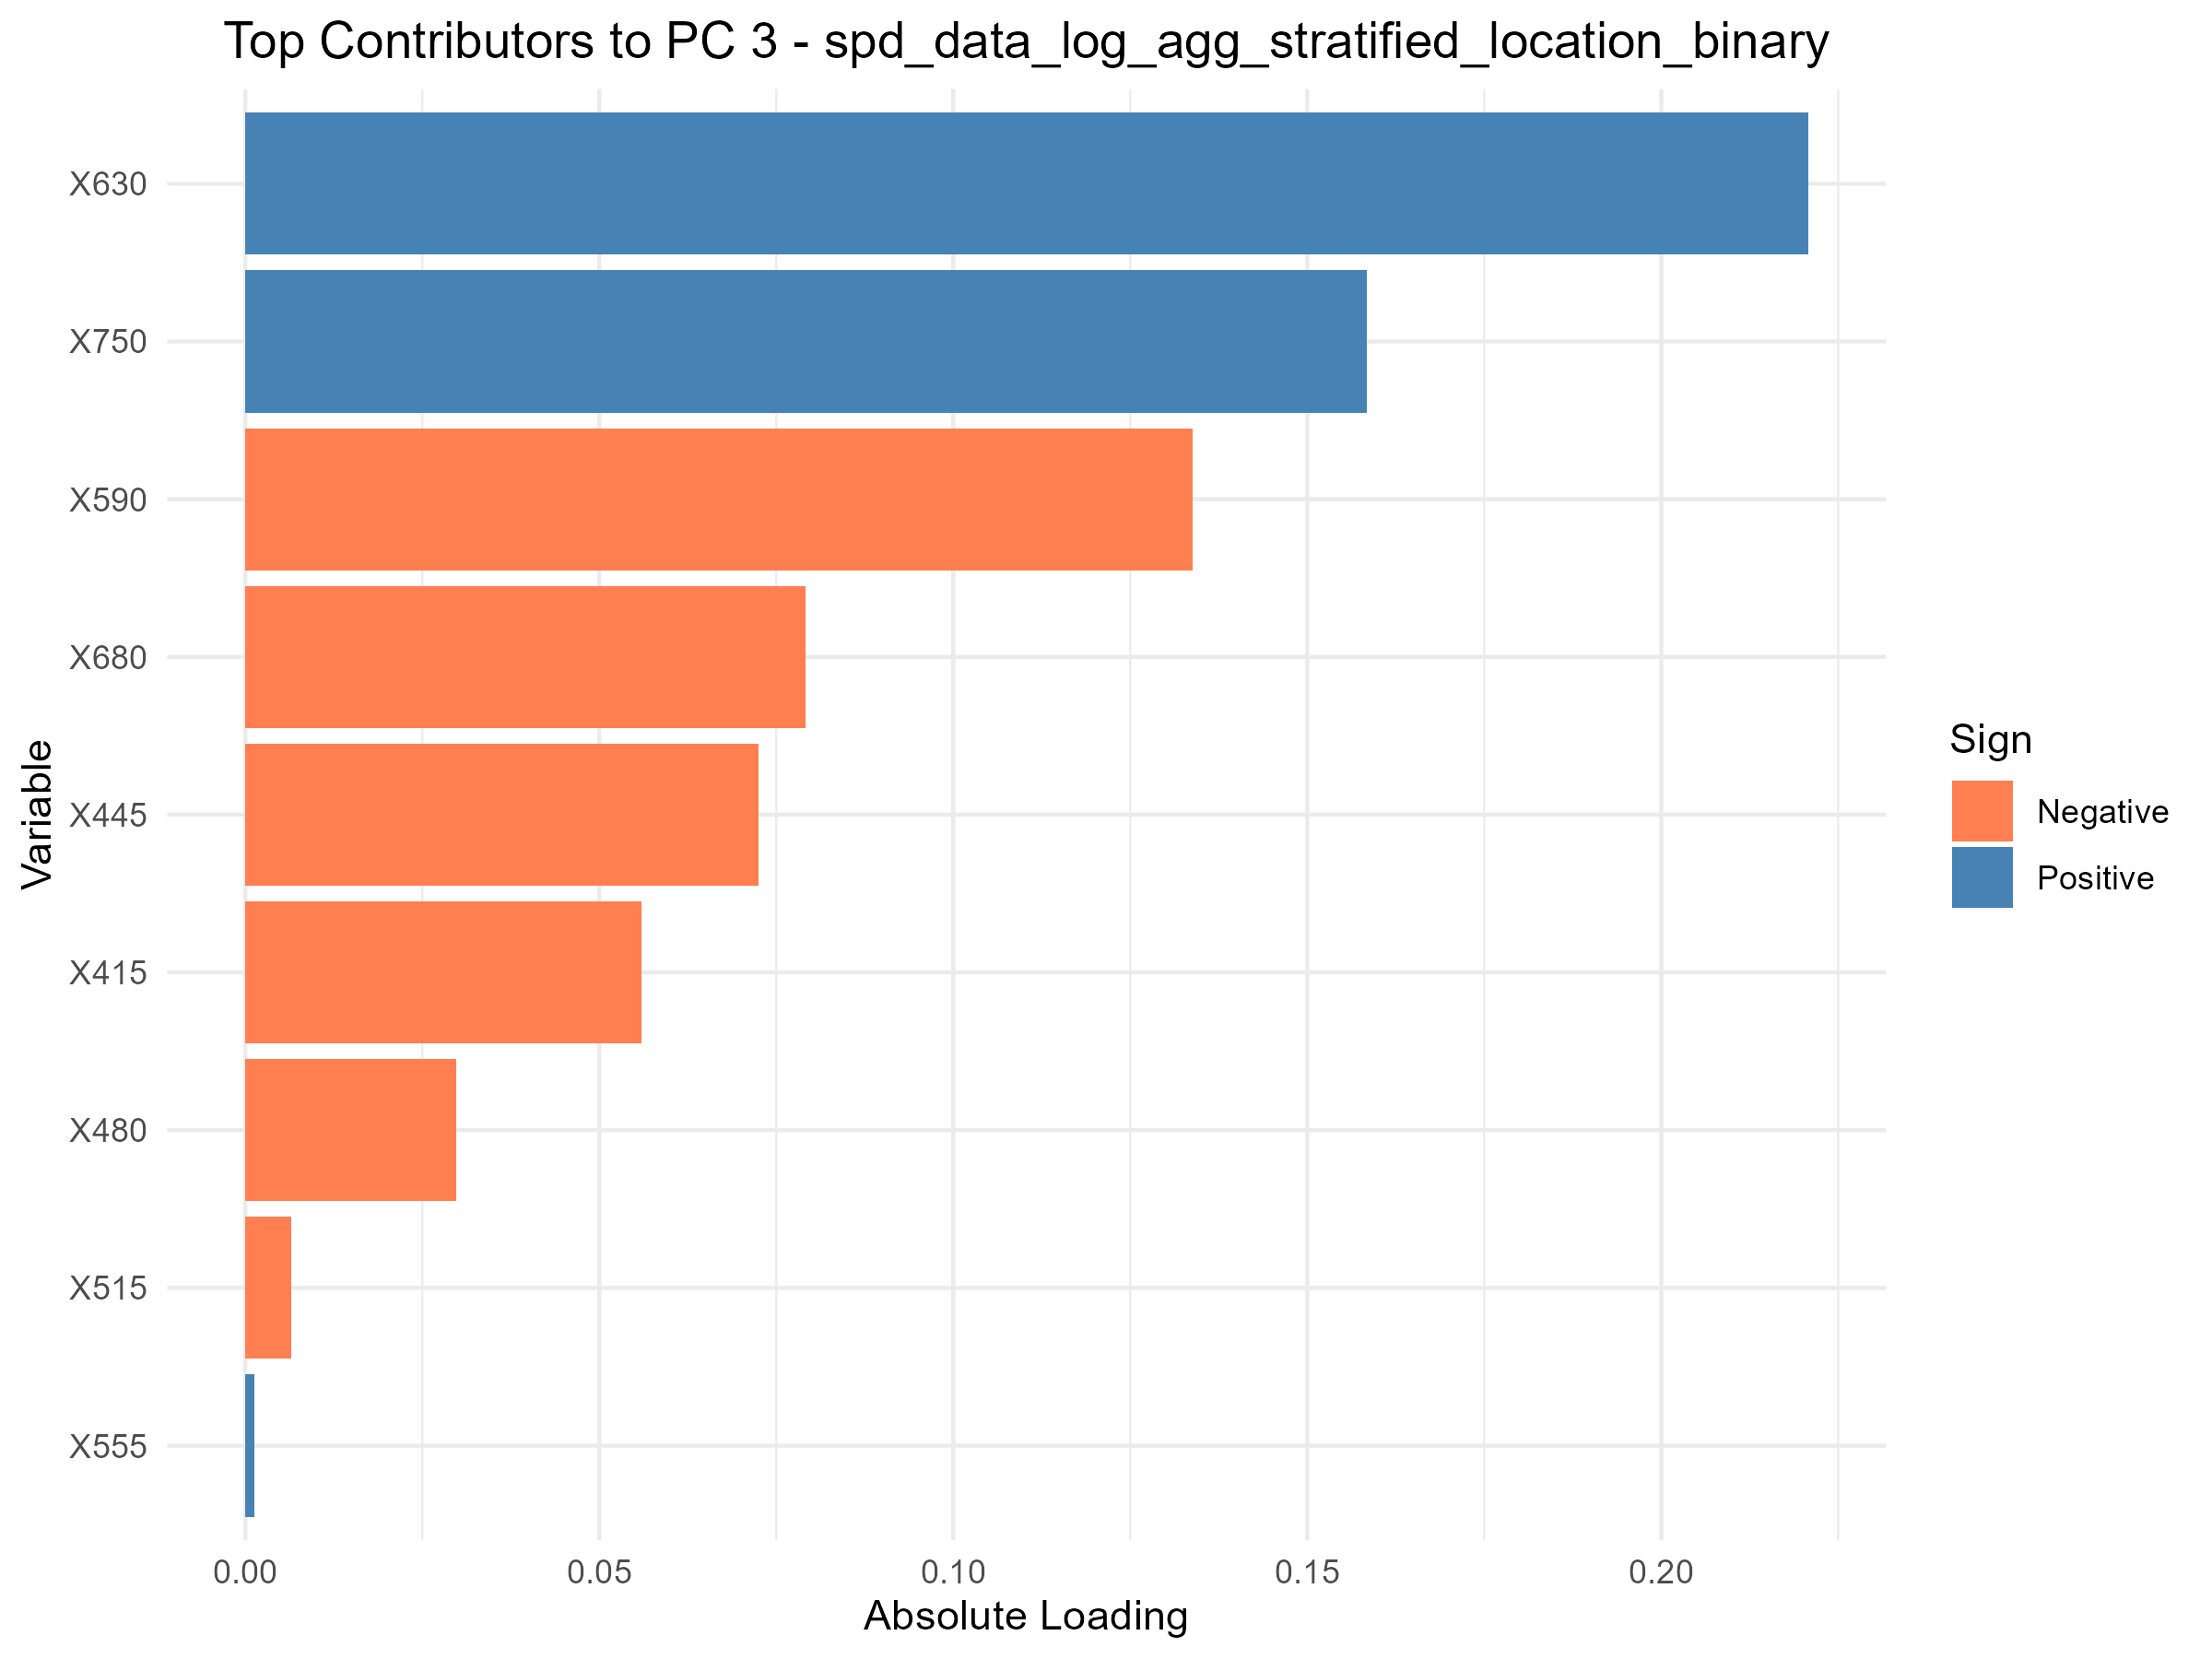 Top Contributors to PC 3 - spd_data_log_agg_stratified_location_binary
X630
X750
X590
X680
X445
X415
X480
X515
X555
Variable
0.00 0.05 0.10 0.15 0.20
Absolute Loading
Sign
Negative
Positive